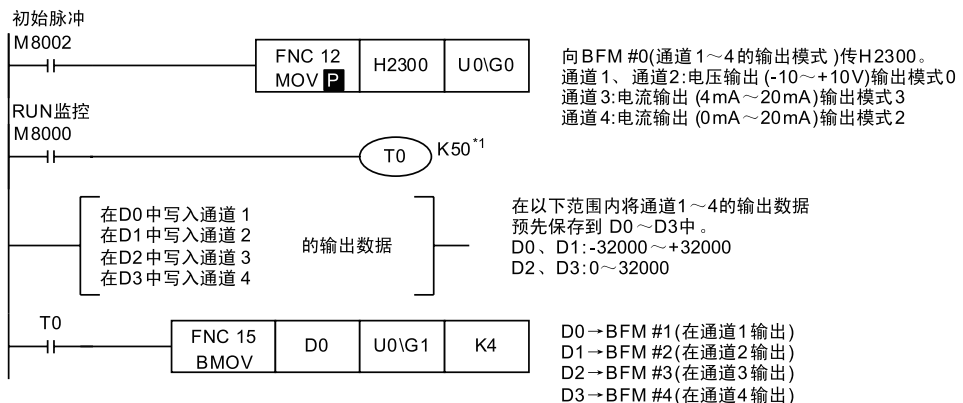 初始脉冲
M8002
FNC 12
MOV P
H2300
U0\G0
向BFM #0(通道1～4的输出模式 )传H2300。
通道1、通道2:电压输出 (-10～+10V)输出模式0
通道3:电流输出 (4mA～20mA)输出模式3
通道4:电流输出 (0mA～20mA)输出模式2
RUN监控
M8000
T0
K50*1
在D0中写入通道 1
在D1中写入通道 2
在D2中写入通道 3
在D3中写入通道 4
的输出数据
在以下范围内将通道1～4的输出数据
预先保存到 D0～D3中 。
D0、D1:-32000～+32000
D2、D3:0～32000
T0
FNC 15
BMOV
D0
U0\G1
K4
D0→BFM #1(在通道1输出)
D1→BFM #2(在通道2输出)
D2→BFM #3(在通道3输出)
D3→BFM #4(在通道4输出)